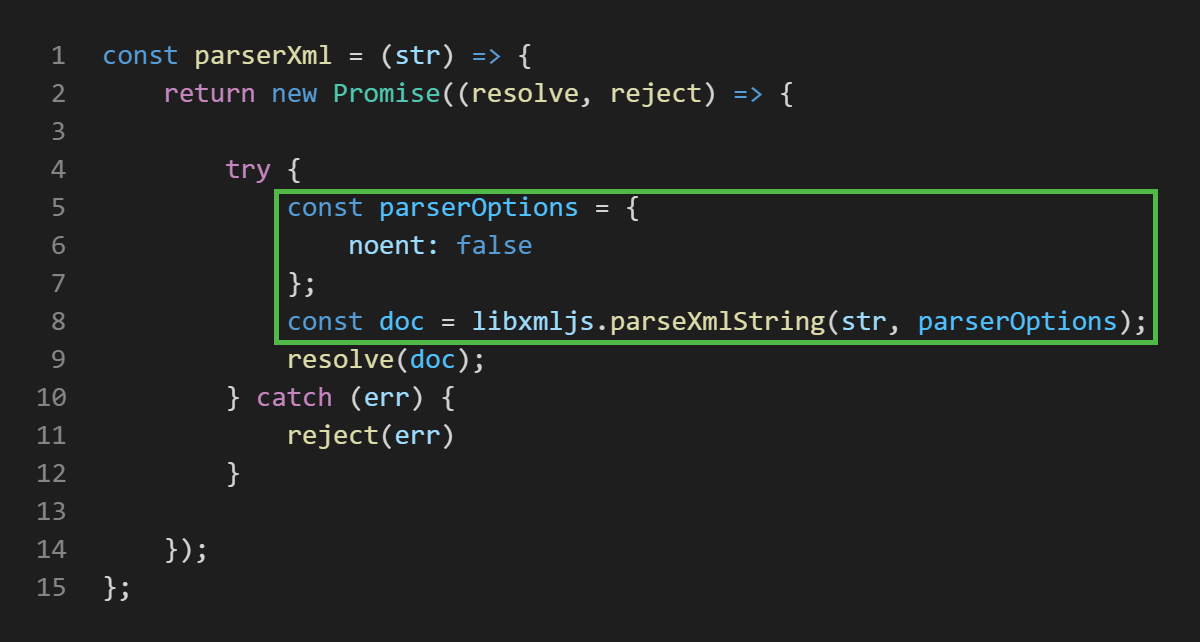 1 const parserXml = (str) => {
2     return new Promise((resolve, reject) => {
3
4         try {
5             const parserOptions = {
6                 noent: false
7             };
8             const doc = libxmljs.parseXmlString(str, parserOptions);
9             resolve(doc);
10         } catch (err) {
11             reject(err)
12         }
13
14     });
15 };